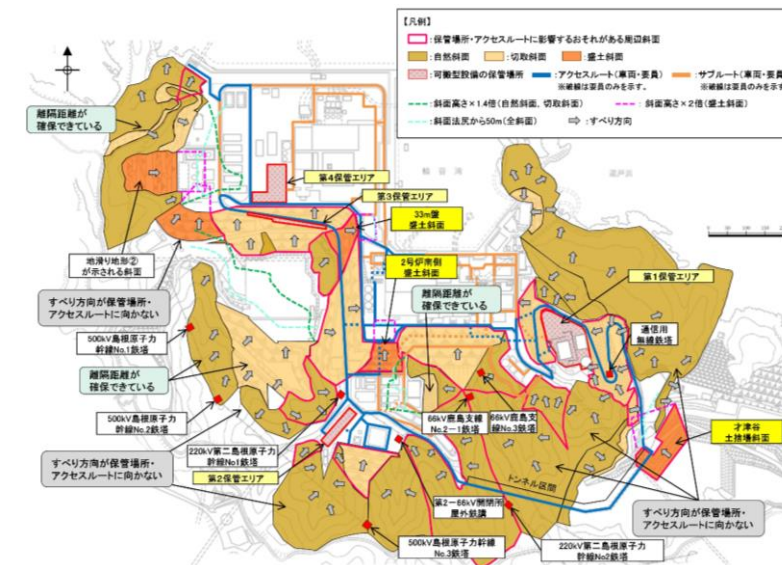 【凡例】
:保管場所・アクセスルートに影響するおそれがある周辺斜面
:自然斜面
:切取斜面
:盛土斜面
:可搬型設備の保管場所
:アクセスルート(車両・要員)
※破線は要員のみを示す。
:サブルート(車両・要
※破線は要員のみを示
:斜面高さ×1.4倍(自然斜面、切取斜面)
:斜面高さ×2倍(盛土斜面)
:斜面法尻から50m(全斜面)
:すべり方向
離隔距離が
確保できている
第4保管エリア
第3保管エリア
33m盤
盛土斜面
地滑り地形②
が示される斜面
2号炉南側
盛土斜面
第1保管エリア
すべり方向が保管場所・
アクセスルートに向かない
離隔距離が
確保できている
通信用
無線鉄塔
500kV島根原子力
幹線No.1鉄塔
離隔距離が
確保できている
500kV島根原子力
幹線No.2鉄塔
66kV鹿島支線
No.2-1鉄塔
66kV鹿島支
線No.3鉄塔
才津谷
土捨場斜面
220kV第二島根原子力
幹線No1鉄塔
すべり方向が保管場所・
アクセスルートに向かない
第2保管エリア
トンネル区間
第2-66kV開閉所
屋外鉄構
すべり方向が保管場所・
アクセスルートに向かない
500kV島根原子力幹線
No.3鉄塔
220kV第二島根原子力
幹線No2鉄塔